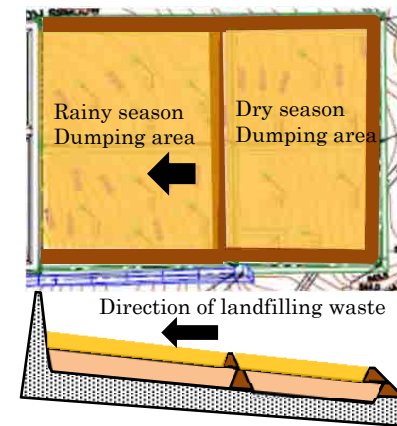 Rainy season
Dumping area
Dry season
Dumping area
Direction of landfilling waste